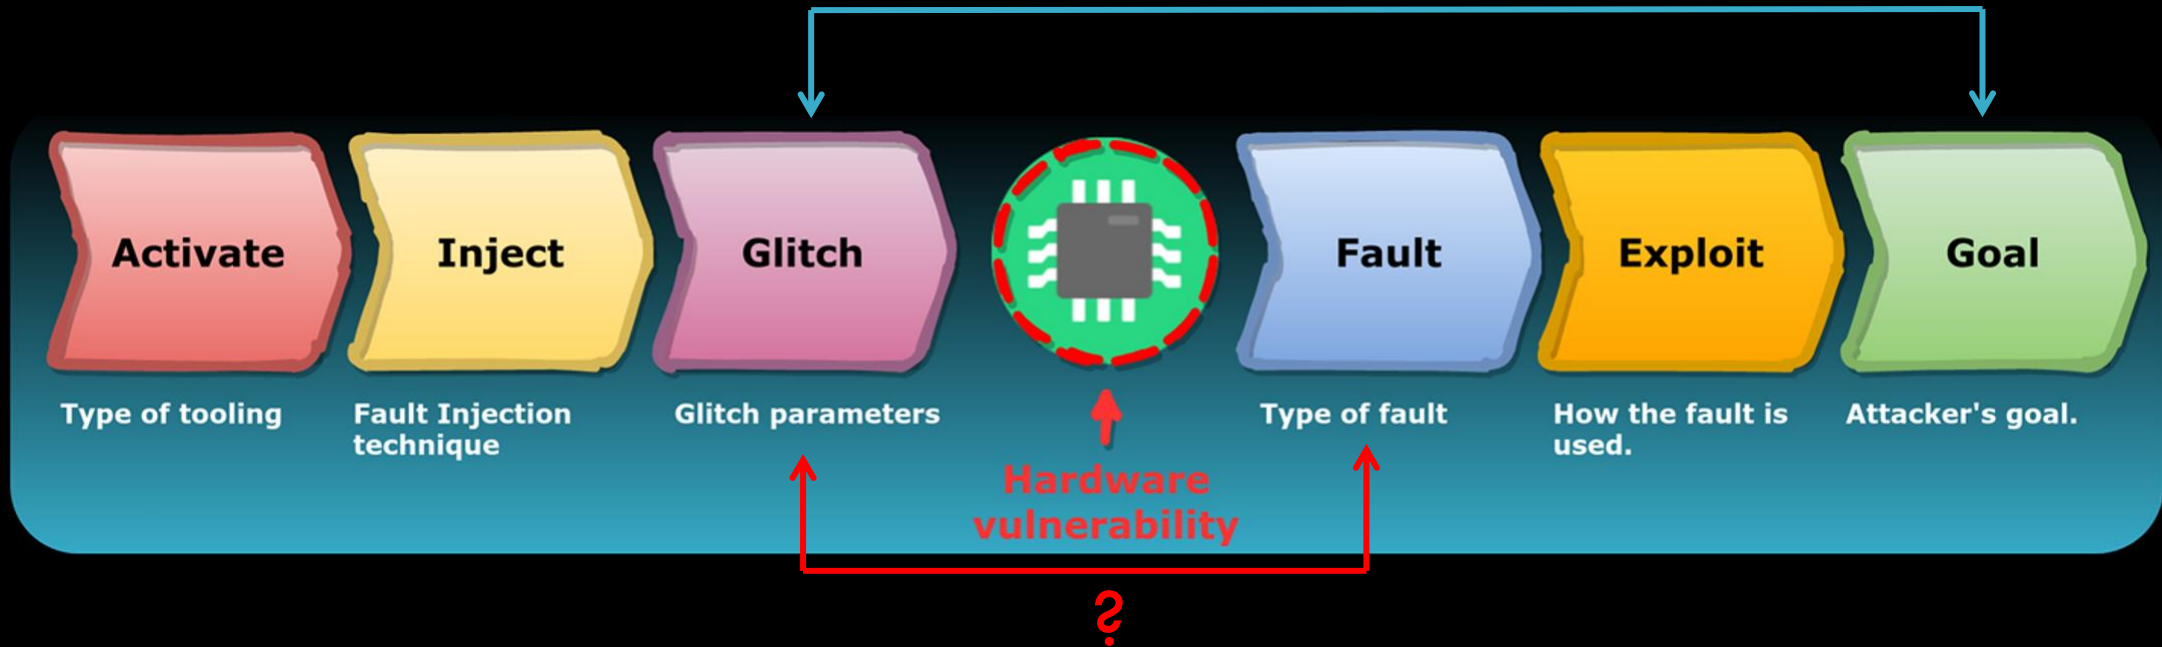 Activate
Inject
Glitch
Fault
Exploit
Goal
Type of tooling
Fault Injection
technique
Glitch parameters
Type of fault
How the fault is
used.
Attacker's goal.
Hardware
vulnerability
?